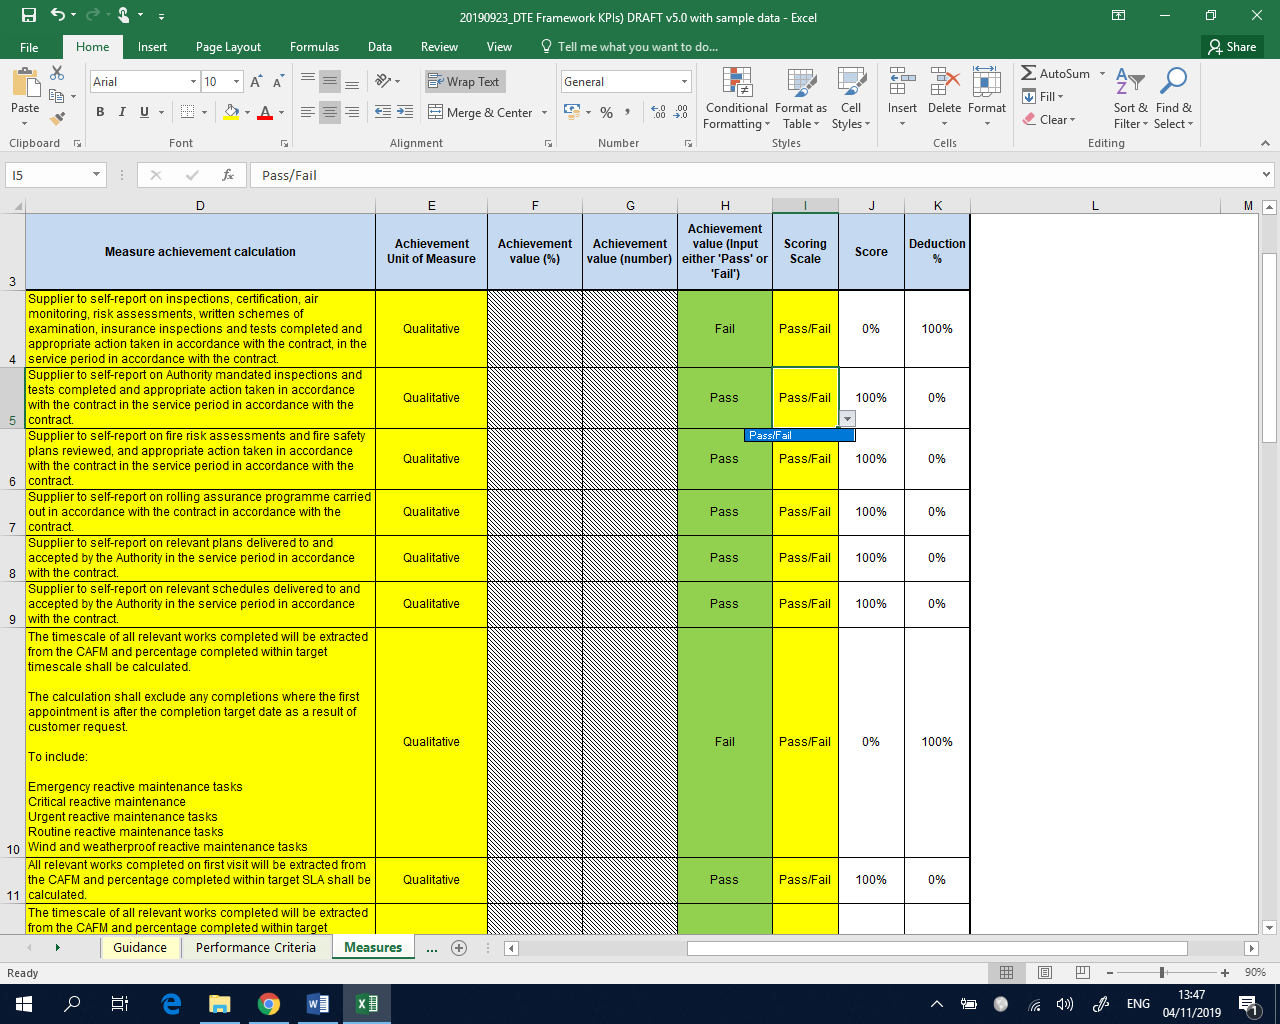 20190923_DTE Framework KPIs) DRAFT v5.0 with sample data - Excel
File Home Insert Page Layout Formulas Data Review View Tell me what you want to do... Share
Paste
Arial 10
B I U
Wrap Text
Merge & Center
General
% ,
Conditional Formatting
Format as Table
Cell Styles
Insert Delete Format
AutoSum
Fill
Clear
Sort & Filter
Find & Select
Clipboard Font Alignment Number Styles Cells Editing
I5 fx Pass/Fail
D E F G H I J K L M
3 Measure achievement calculation
Achievement Unit of Measure
Achievement value (%)
Achievement value (number)
Achievement value (Input either 'Pass' or 'Fail')
Scoring Scale
Score
Deduction %
Supplier to self-report on inspections, certification, air
monitoring, risk assessments, written schemes of
examination, insurance inspections and tests completed and
appropriate action taken in accordance with the contract, in the
4 service period in accordance with the contract.
Qualitative Fail Pass/Fail 0% 100%
Supplier to self-report on Authority mandated inspections and
tests completed and appropriate action taken in accordance
with the contract in the service period in accordance with the
5 contract.
Qualitative Pass Pass/Fail 100% 0%
Pass/Fail
Supplier to self-report on fire risk assessments and fire safety
plans reviewed, and appropriate action taken in accordance
with the contract in the service period in accordance with the
6 contract.
Qualitative Pass Pass/Fail 100% 0%
Supplier to self-report on rolling assurance programme carried
out in accordance with the contract in accordance with the
7 contract.
Qualitative Pass Pass/Fail 100% 0%
Supplier to self-report on relevant plans delivered to and
accepted by the Authority in the service period in accordance
8 with the contract.
Qualitative Pass Pass/Fail 100% 0%
Supplier to self-report on relevant schedules delivered to and
accepted by the Authority in the service period in accordance
9 with the contract.
Qualitative Pass Pass/Fail 100% 0%
The timescale of all relevant works completed will be extracted
from the CAFM and percentage completed within target
timescale shall be calculated.
The calculation shall exclude any completions where the first
appointment is after the completion target date as a result of
customer request.
To include:
Emergency reactive maintenance tasks
Critical reactive maintenance
Urgent reactive maintenance tasks
Routine reactive maintenance tasks
10 Wind and weatherproof reactive maintenance tasks
Qualitative Fail Pass/Fail 0% 100%
All relevant works completed on first visit will be extracted from
the CAFM and percentage completed within target SLA shall be
11 calculated.
Qualitative Pass Pass/Fail 100% 0%
The timescale of all relevant works completed will be extracted
from the CAFM and percentage completed within target
Guidance Performance Criteria Measures ...
Ready 90%
ENG 13:47
04/11/2019
1